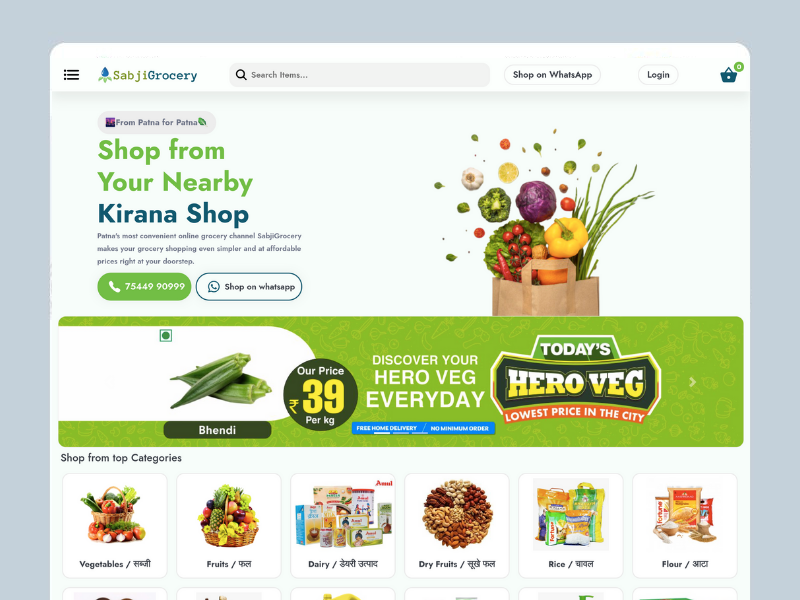 SabjiGrocery
Search Items...
Shop on WhatsApp
Login
0
From Patna for Patna
Shop from
Your Nearby
Kirana Shop
Patna's most convenient online grocery channel SabjiGrocery
makes your grocery shopping even simpler and at affordable
prices right at your doorstep.
75449 90999
Shop on whatsapp
Bhendi
Our Price
₹39
Per kg
DISCOVER YOUR
HERO VEG
EVERYDAY
FREE HOME DELIVERY / NO MINIMUM ORDER
TODAY'S
HERO VEG
LOWEST PRICE IN THE CITY
Shop from top Categories
Amul
fortune
fortune
Vegetables / सब्जी
Fruits / फल
Dairy / डेयरी उत्पाद
Dry Fruits / सूखे फल
Rice / चावल
Flour / आटा